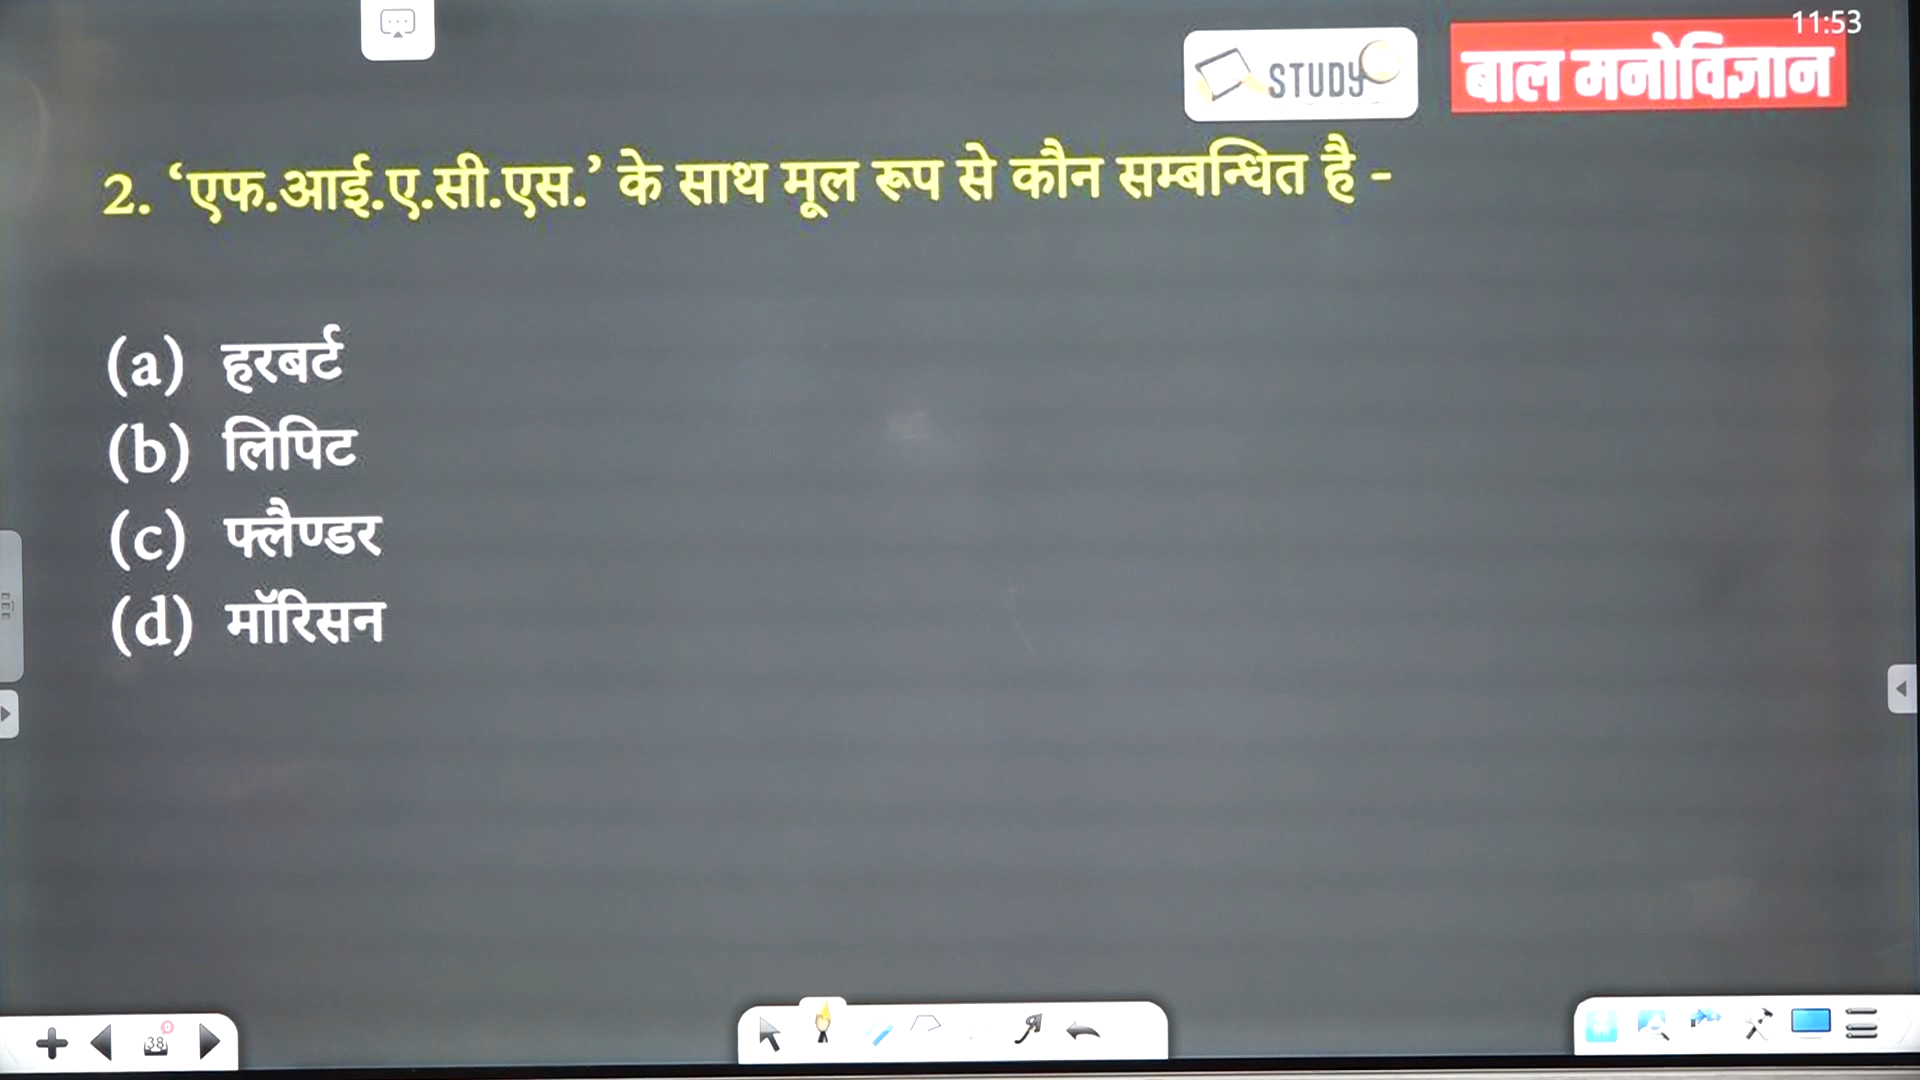 11:53
STUDY
बाल मनोविज्ञान
2. ‘एफ.आई.ए.सी.एस.’ के साथ मूल रूप से कौन सम्बन्धित है -
(a) हरबर्ट
(b) लिपिट
(c) फ्लैण्डर
(d) मॉरिसन
38